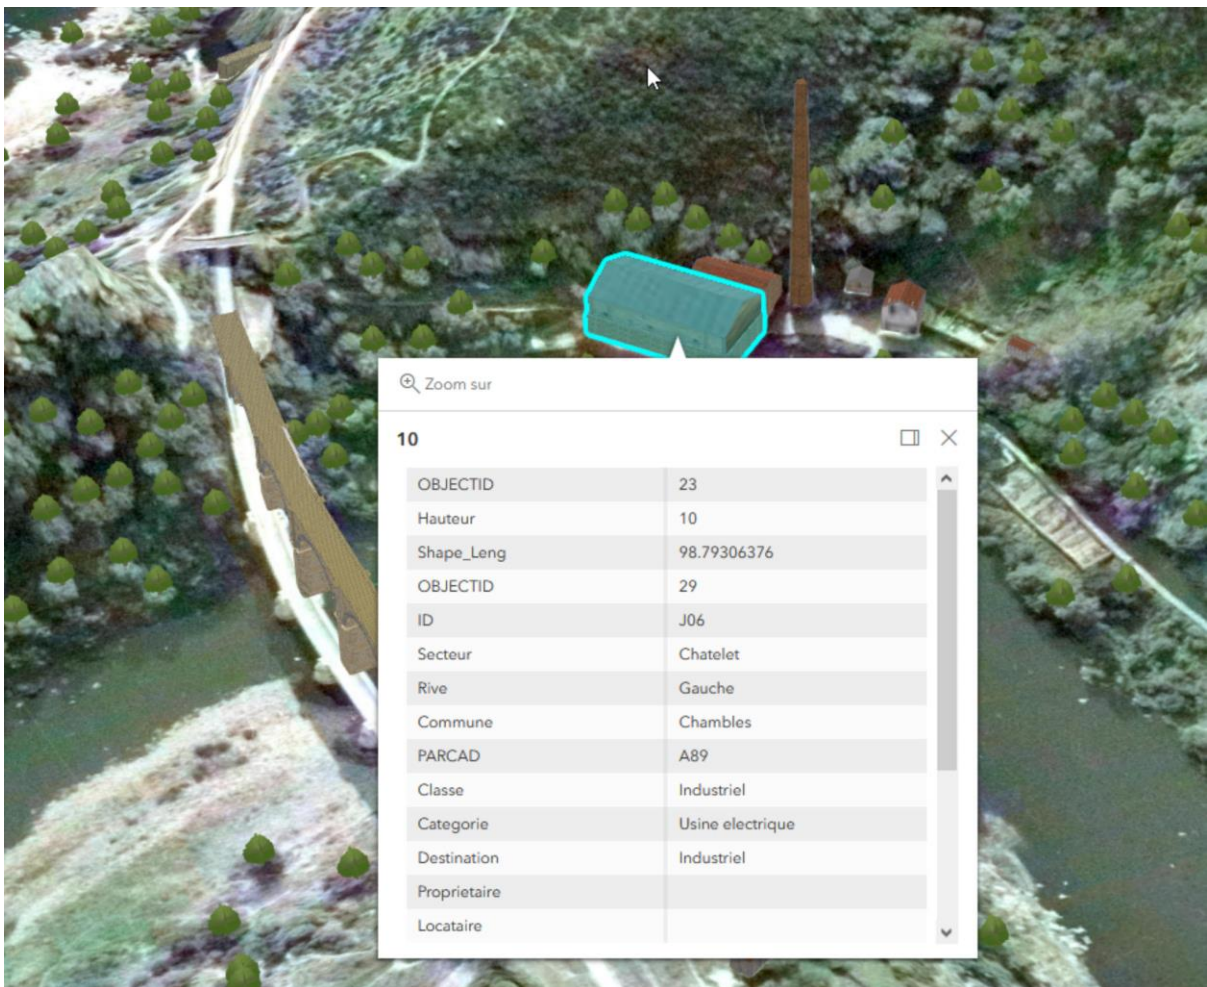 Zoom sur
10
OBJECTID 23
Hauteur 10
Shape_Leng 98.79306376
OBJECTID 29
ID J06
Secteur Chatelet
Rive Gauche
Commune Chambles
PARCAD A89
Classe Industriel
Categorie Usine electrique
Destination Industriel
Proprietaire
Locataire